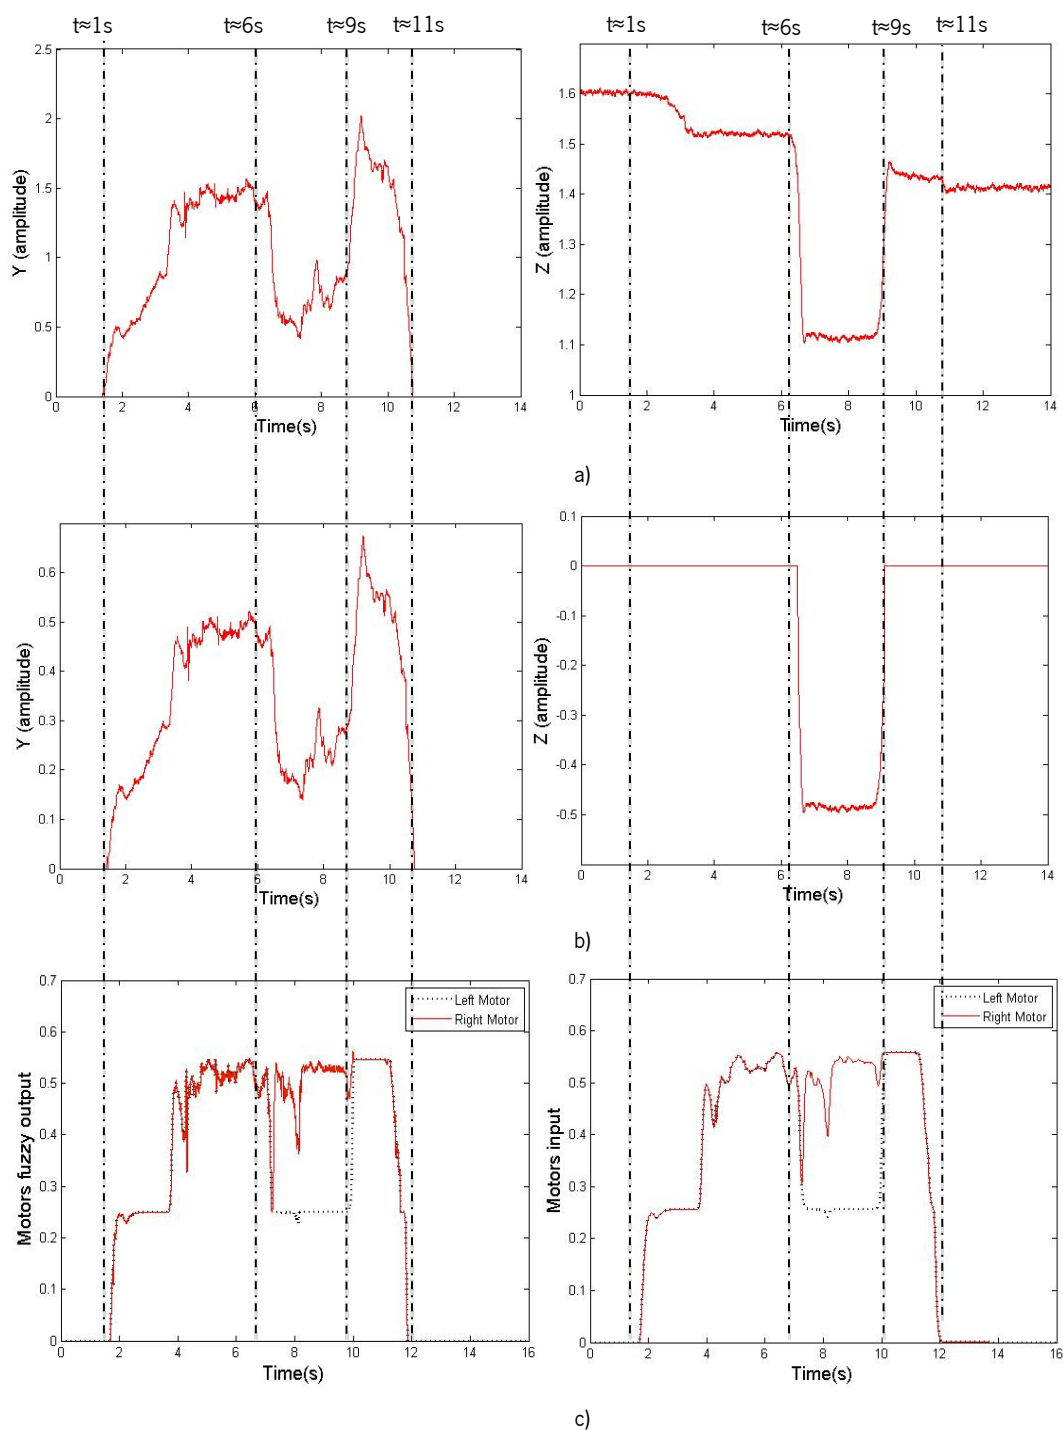 t≈1s t≈6s t≈9s t≈11s
t≈1s t≈6s t≈9s t≈11s
2.5
2
1.5
1
0.5
0
Y (amplitude)
0 2 4 6 8 10 12 14
Time(s)
1.6
1.5
1.4
1.3
1.2
1.1
1
Z (amplitude)
0 2 4 6 8 10 12 14
Time(s)
a)
0.6
0.5
0.4
0.3
0.2
0.1
0
Y (amplitude)
0 2 4 6 8 10 12 14
Time(s)
0.1
0
-0.1
-0.2
-0.3
-0.4
-0.5
Z (amplitude)
0 2 4 6 8 10 12 14
Time(s)
b)
0.7
0.6
0.5
0.4
0.3
0.2
0.1
0
Motors fuzzy output
Left Motor
Right Motor
0 2 4 6 8 10 12 14 16
Time(s)
0.7
0.6
0.5
0.4
0.3
0.2
0.1
0
Motors input
Left Motor
Right Motor
0 2 4 6 8 10 12 14 16
Time(s)
c)